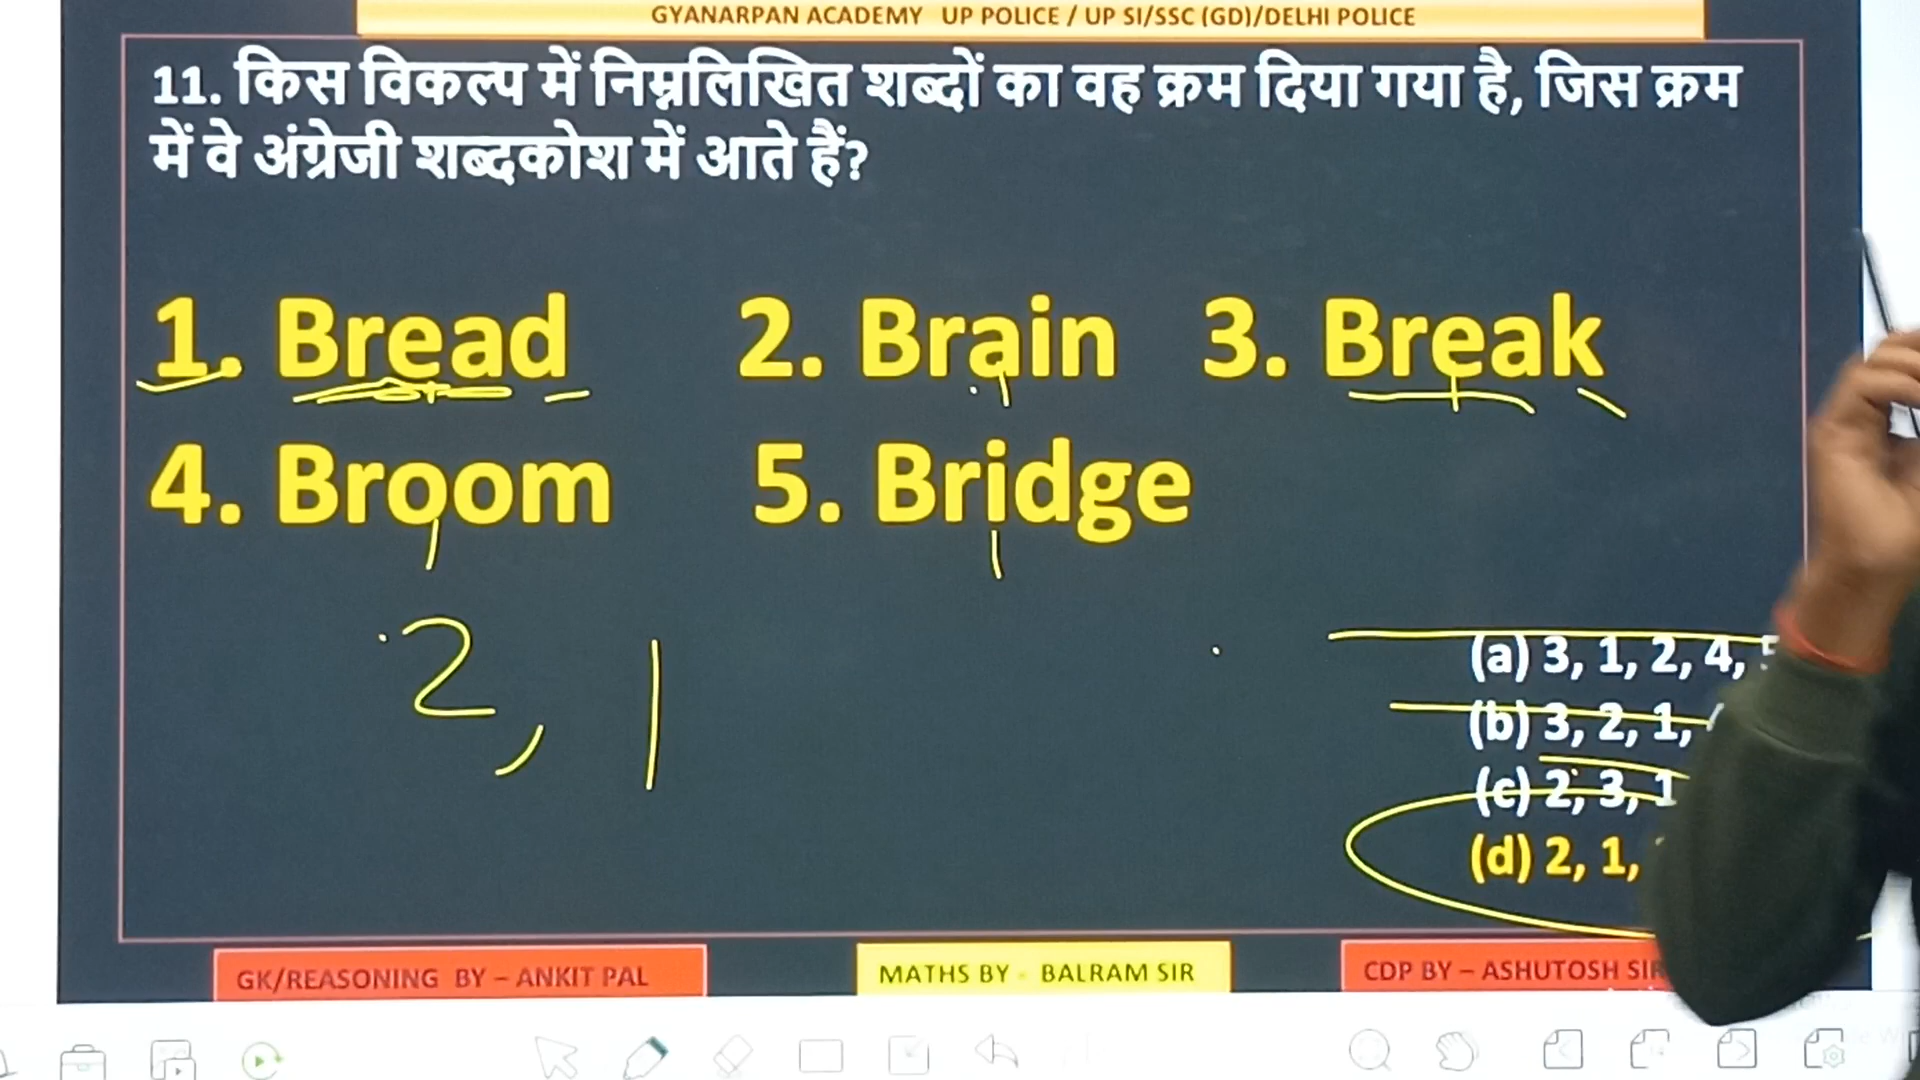 GYANARPAN ACADEMY UP POLICE / UP SI/SSC (GD)/DELHI POLICE
11. किस विकल्प में निम्नलिखित शब्दों का वह क्रम दिया गया है, जिस क्रम
में वे अंग्रेजी शब्दकोश में आते हैं?
1. Bread 2. Brain 3. Break
4. Broom 5. Bridge
2, 1
(a) 3, 1, 2, 4,
(b) 3, 2, 1,
(c) 2, 3, 1
(d) 2, 1,
GK/REASONING BY – ANKIT PAL MATHS BY - BALRAM SIR CDP BY – ASHUTOSH SIR